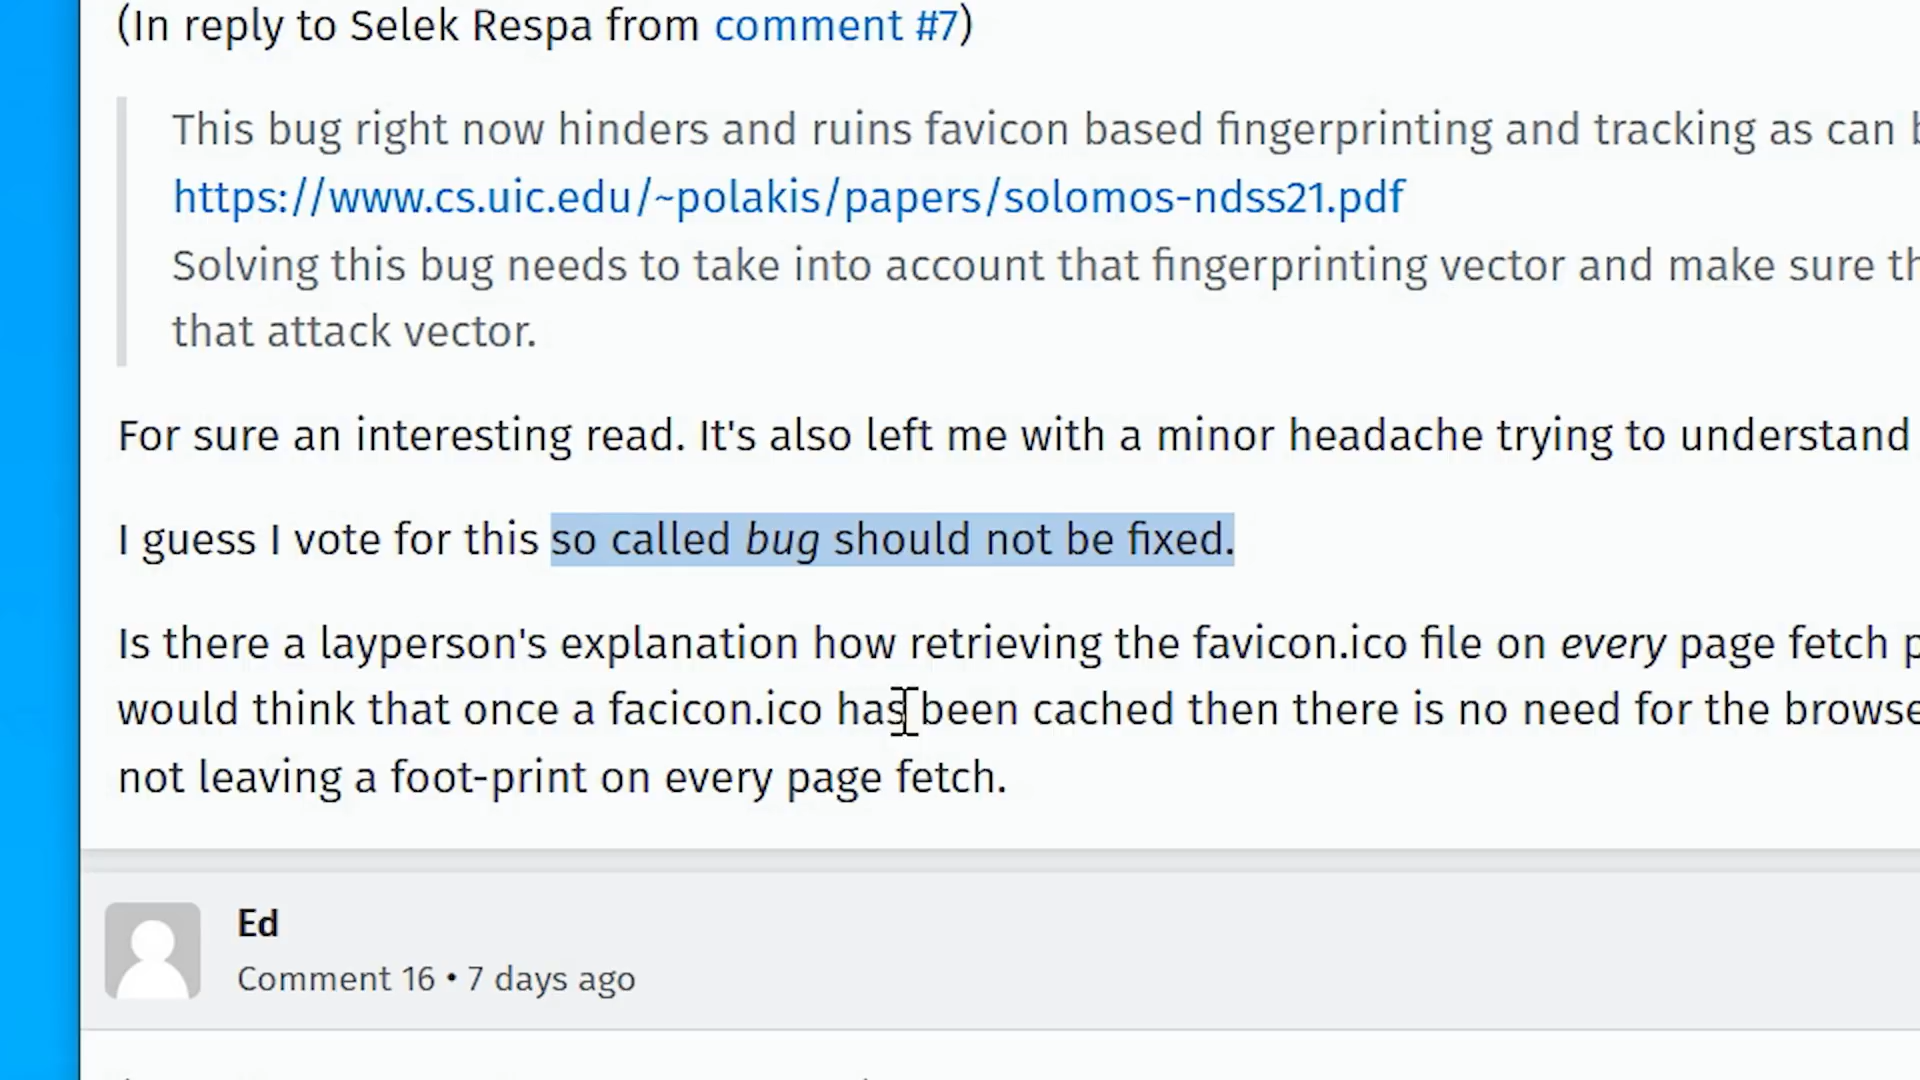 (In reply to Selek Respa from comment #7)
This bug right now hinders and ruins favicon based fingerprinting and tracking as can
https://www.cs.uic.edu/~polakis/papers/solomos-ndss21.pdf
Solving this bug needs to take into account that fingerprinting vector and make sure
that attack vector.
For sure an interesting read. It's also left me with a minor headache trying to understand
I guess I vote for this so called bug should not be fixed.
Is there a layperson's explanation how retrieving the favicon.ico file on every page fetch
would think that once a facicon.ico has been cached then there is no need for the
not leaving a foot-print on every page fetch.
Ed
Comment 16 • 7 days ago